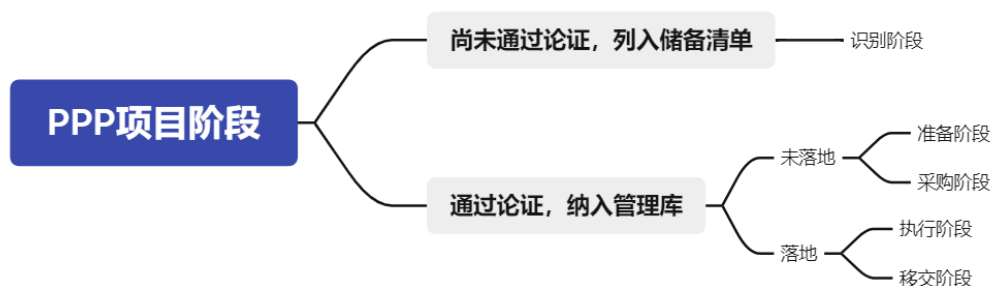 PPP项目阶段
尚未通过论证，列入储备清单
识别阶段
通过论证，纳入管理库
未落地
准备阶段
采购阶段
落地
执行阶段
移交阶段